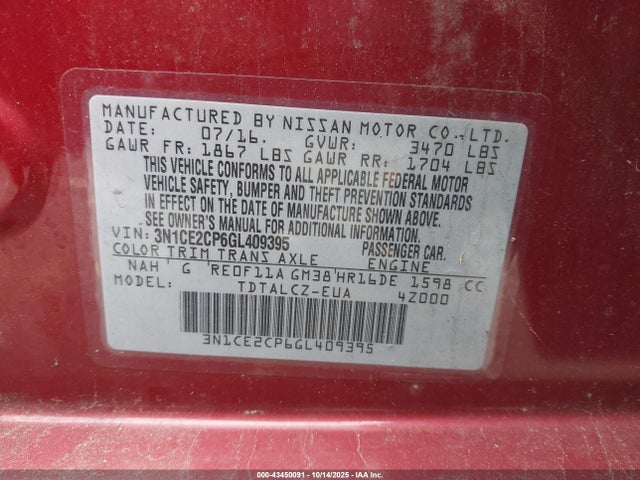 MANUFACTURED BY NISSAN MOTOR CO., LTD.
DATE: 07/16. GVWR: 3470 LBS
GAWR FR: 1867 LBS GAWR RR: 1704 LBS
THIS VEHICLE CONFORMS TO ALL APPLICABLE FEDERAL MOTOR
VEHICLE SAFETY, BUMPER AND THEFT PREVENTION STANDARDS
IN EFFECT ON THE DATE OF MANUFACTURE SHOWN ABOVE.
SEE OWNER'S MANUAL FOR ADDITIONAL INFORMATION.
VIN: 3N1CE2CP6GL409395 PASSENGER CAR.
COLOR TRIM TRANS AXLE ENGINE
NAH G RE0F11A GM38 HR16DE 1598 CC
MODEL: TDTALCZ-EUA 4Z000
3N1CE2CP6GL409395
000-43450091 - 10/14/2025 - IAA Inc.